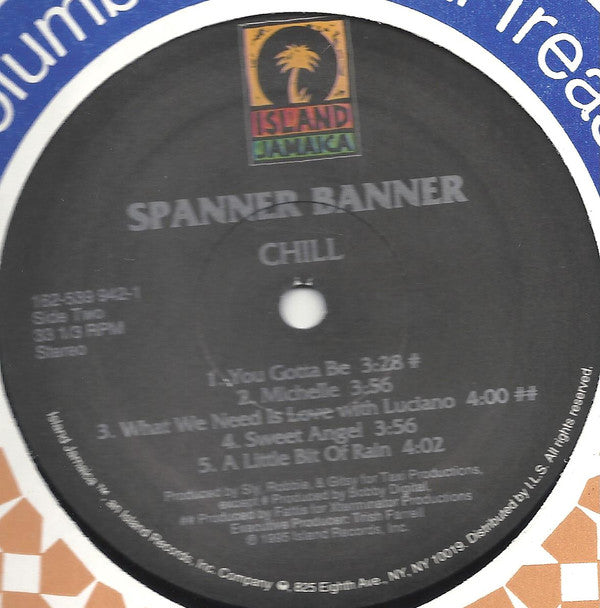 ISLAND
JAMAICA
SPANNER BANNER
CHILL
162-539 942-1
Side Two
33 1/3 RPM
Stereo
1. You Gotta Be 3:28 #
2. Michelle 3:56
3. What We Need Is Love with Luciano 4:00 ##
4. Sweet Angel 3:56
5. A Little Bit Of Rain 4:02
Produced by Sly, Robbie, & Gitsy for Taxi Productions,
except # Produced by Bobby Digital,
## Produced by Fattis for Productions
Executive Producer: Trish Farrell
℗ 1995 Island Records, Inc.
Island Jamaica™, an Island Records, Inc. Company, 825 Eighth Ave., NY, NY 10019. Distributed by I.L.S. All rights reserved.